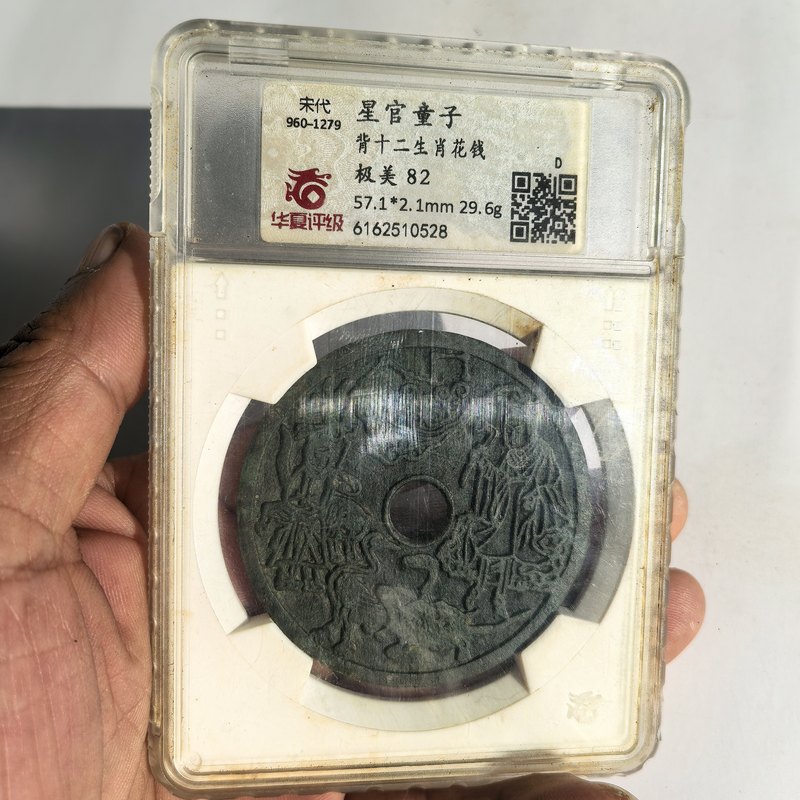 宋代
960-1279
星官童子
背十二生肖花钱
极美 82
57.1*2.1mm 29.6g
6162510528
华夏评级
D